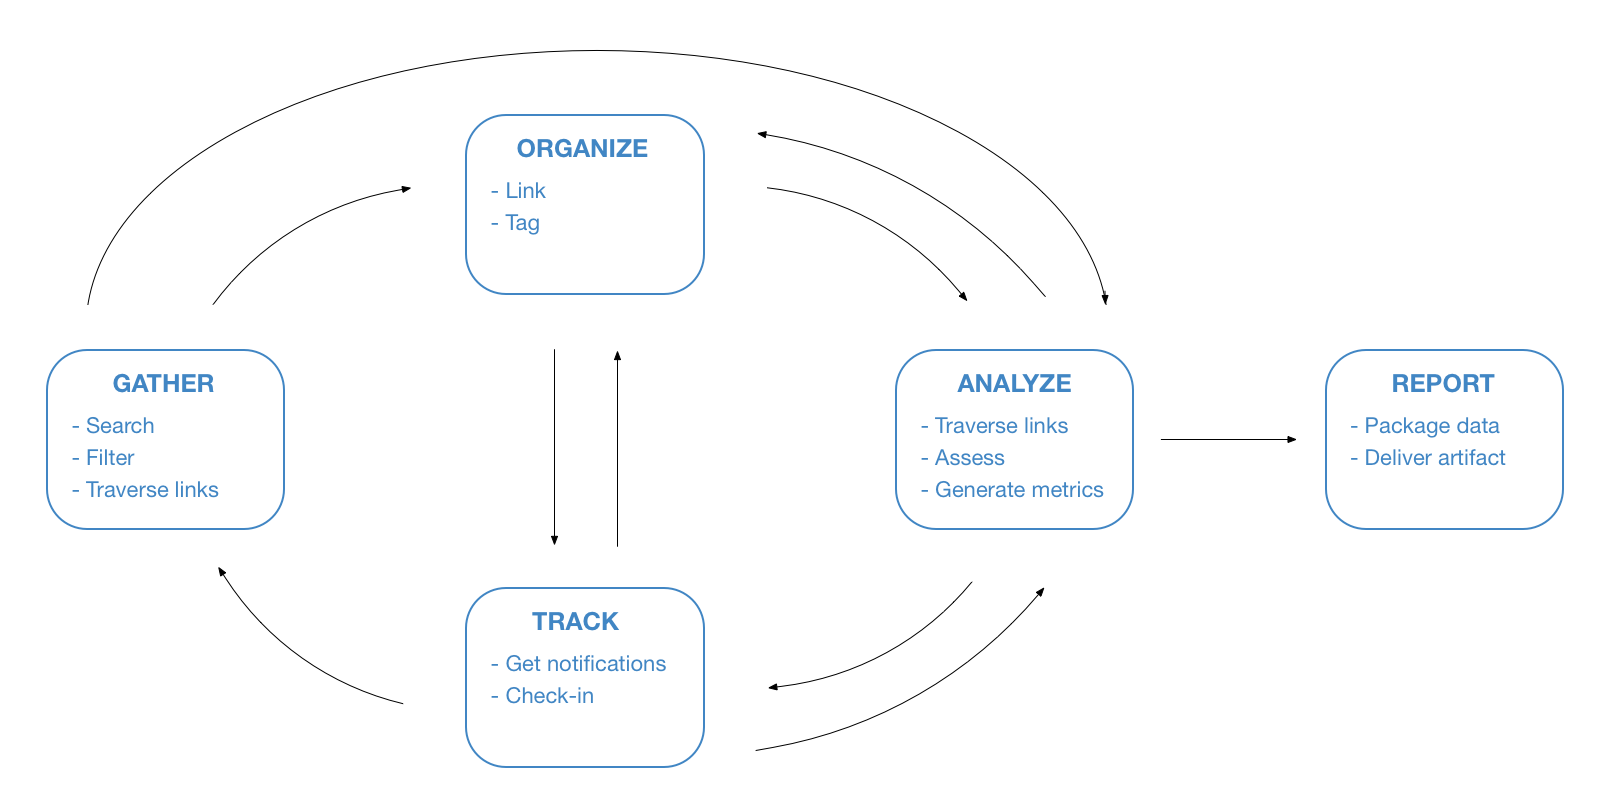 ORGANIZE
- Link
- Tag
GATHER
- Search
- Filter
- Traverse links
ANALYZE
- Traverse links
- Assess
- Generate metrics
REPORT
- Package data
- Deliver artifact
TRACK
- Get notifications
- Check-in